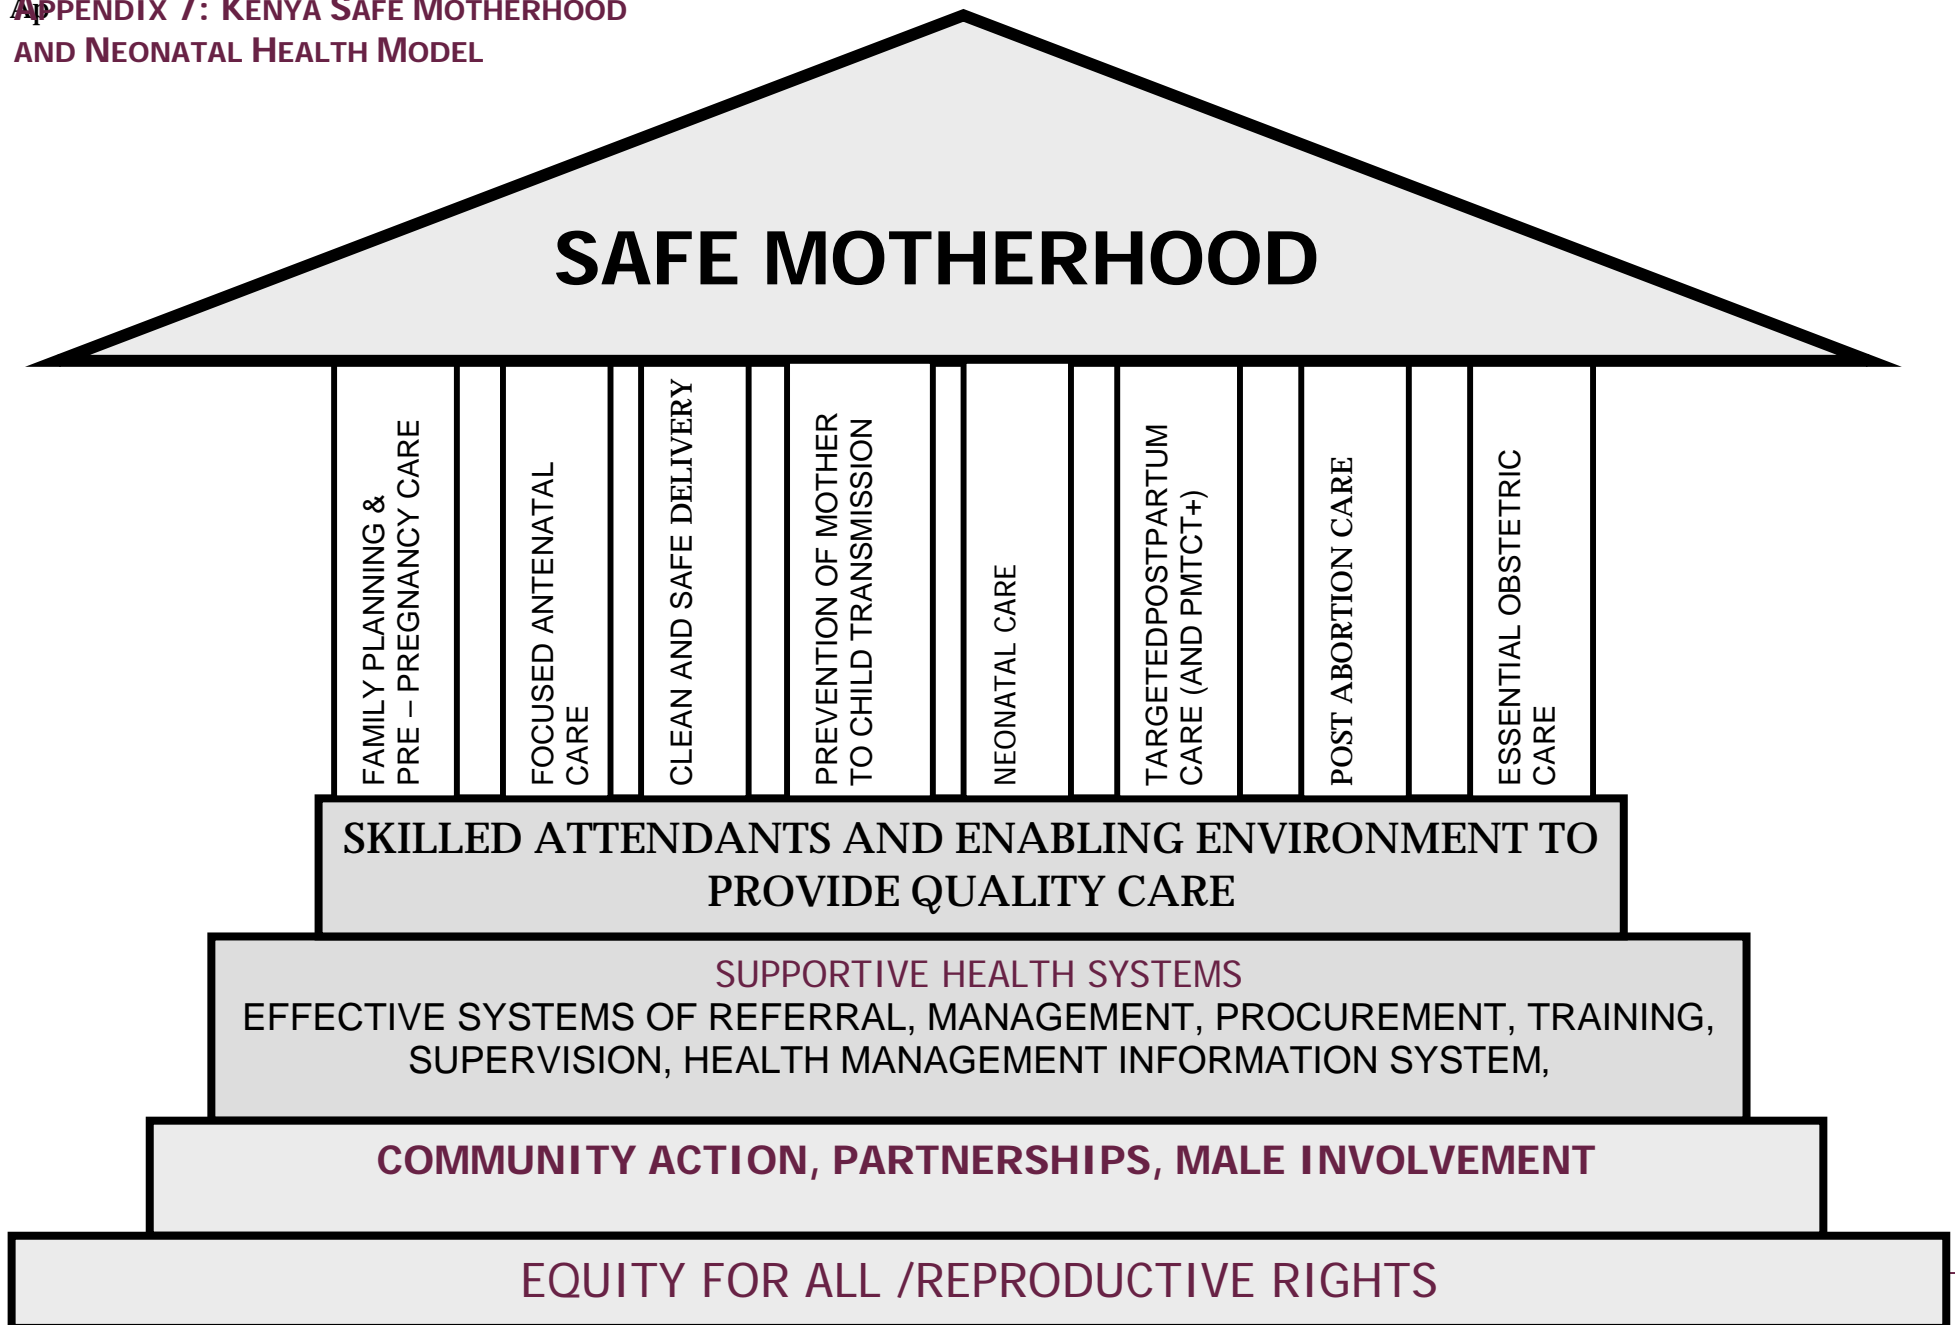 Ap
APPENDIX 7: KENYA SAFE MOTHERHOOD
AND NEONATAL HEALTH MODEL
SAFE MOTHERHOOD
FAMILY PLANNING &
PRE – PREGNANCY CARE
FOCUSED ANTENATAL
CARE
CLEAN AND SAFE DELIVERY
PREVENTION OF MOTHER
TO CHILD TRANSMISSION
NEONATAL CARE
TARGETEDPOSTPARTUM
CARE (AND PMTCT+)
POST ABORTION CARE
ESSENTIAL OBSTETRIC
CARE
SKILLED ATTENDANTS AND ENABLING ENVIRONMENT TO
PROVIDE QUALITY CARE
SUPPORTIVE HEALTH SYSTEMS
EFFECTIVE SYSTEMS OF REFERRAL, MANAGEMENT, PROCUREMENT, TRAINING,
SUPERVISION, HEALTH MANAGEMENT INFORMATION SYSTEM,
COMMUNITY ACTION, PARTNERSHIPS, MALE INVOLVEMENT
EQUITY FOR ALL /REPRODUCTIVE RIGHTS